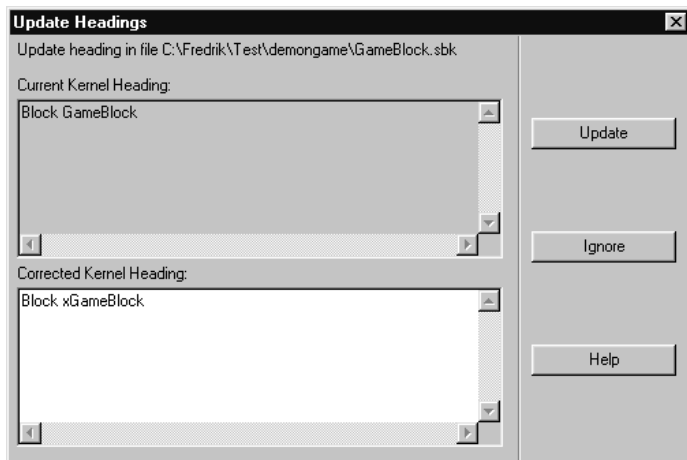 Update Headings
Update heading in file C:\Fredrik\Test\demongame\GameBlock.sbk
Current Kernel Heading:
Block GameBlock
Update
Ignore
Corrected Kernel Heading:
Block xGameBlock
Help